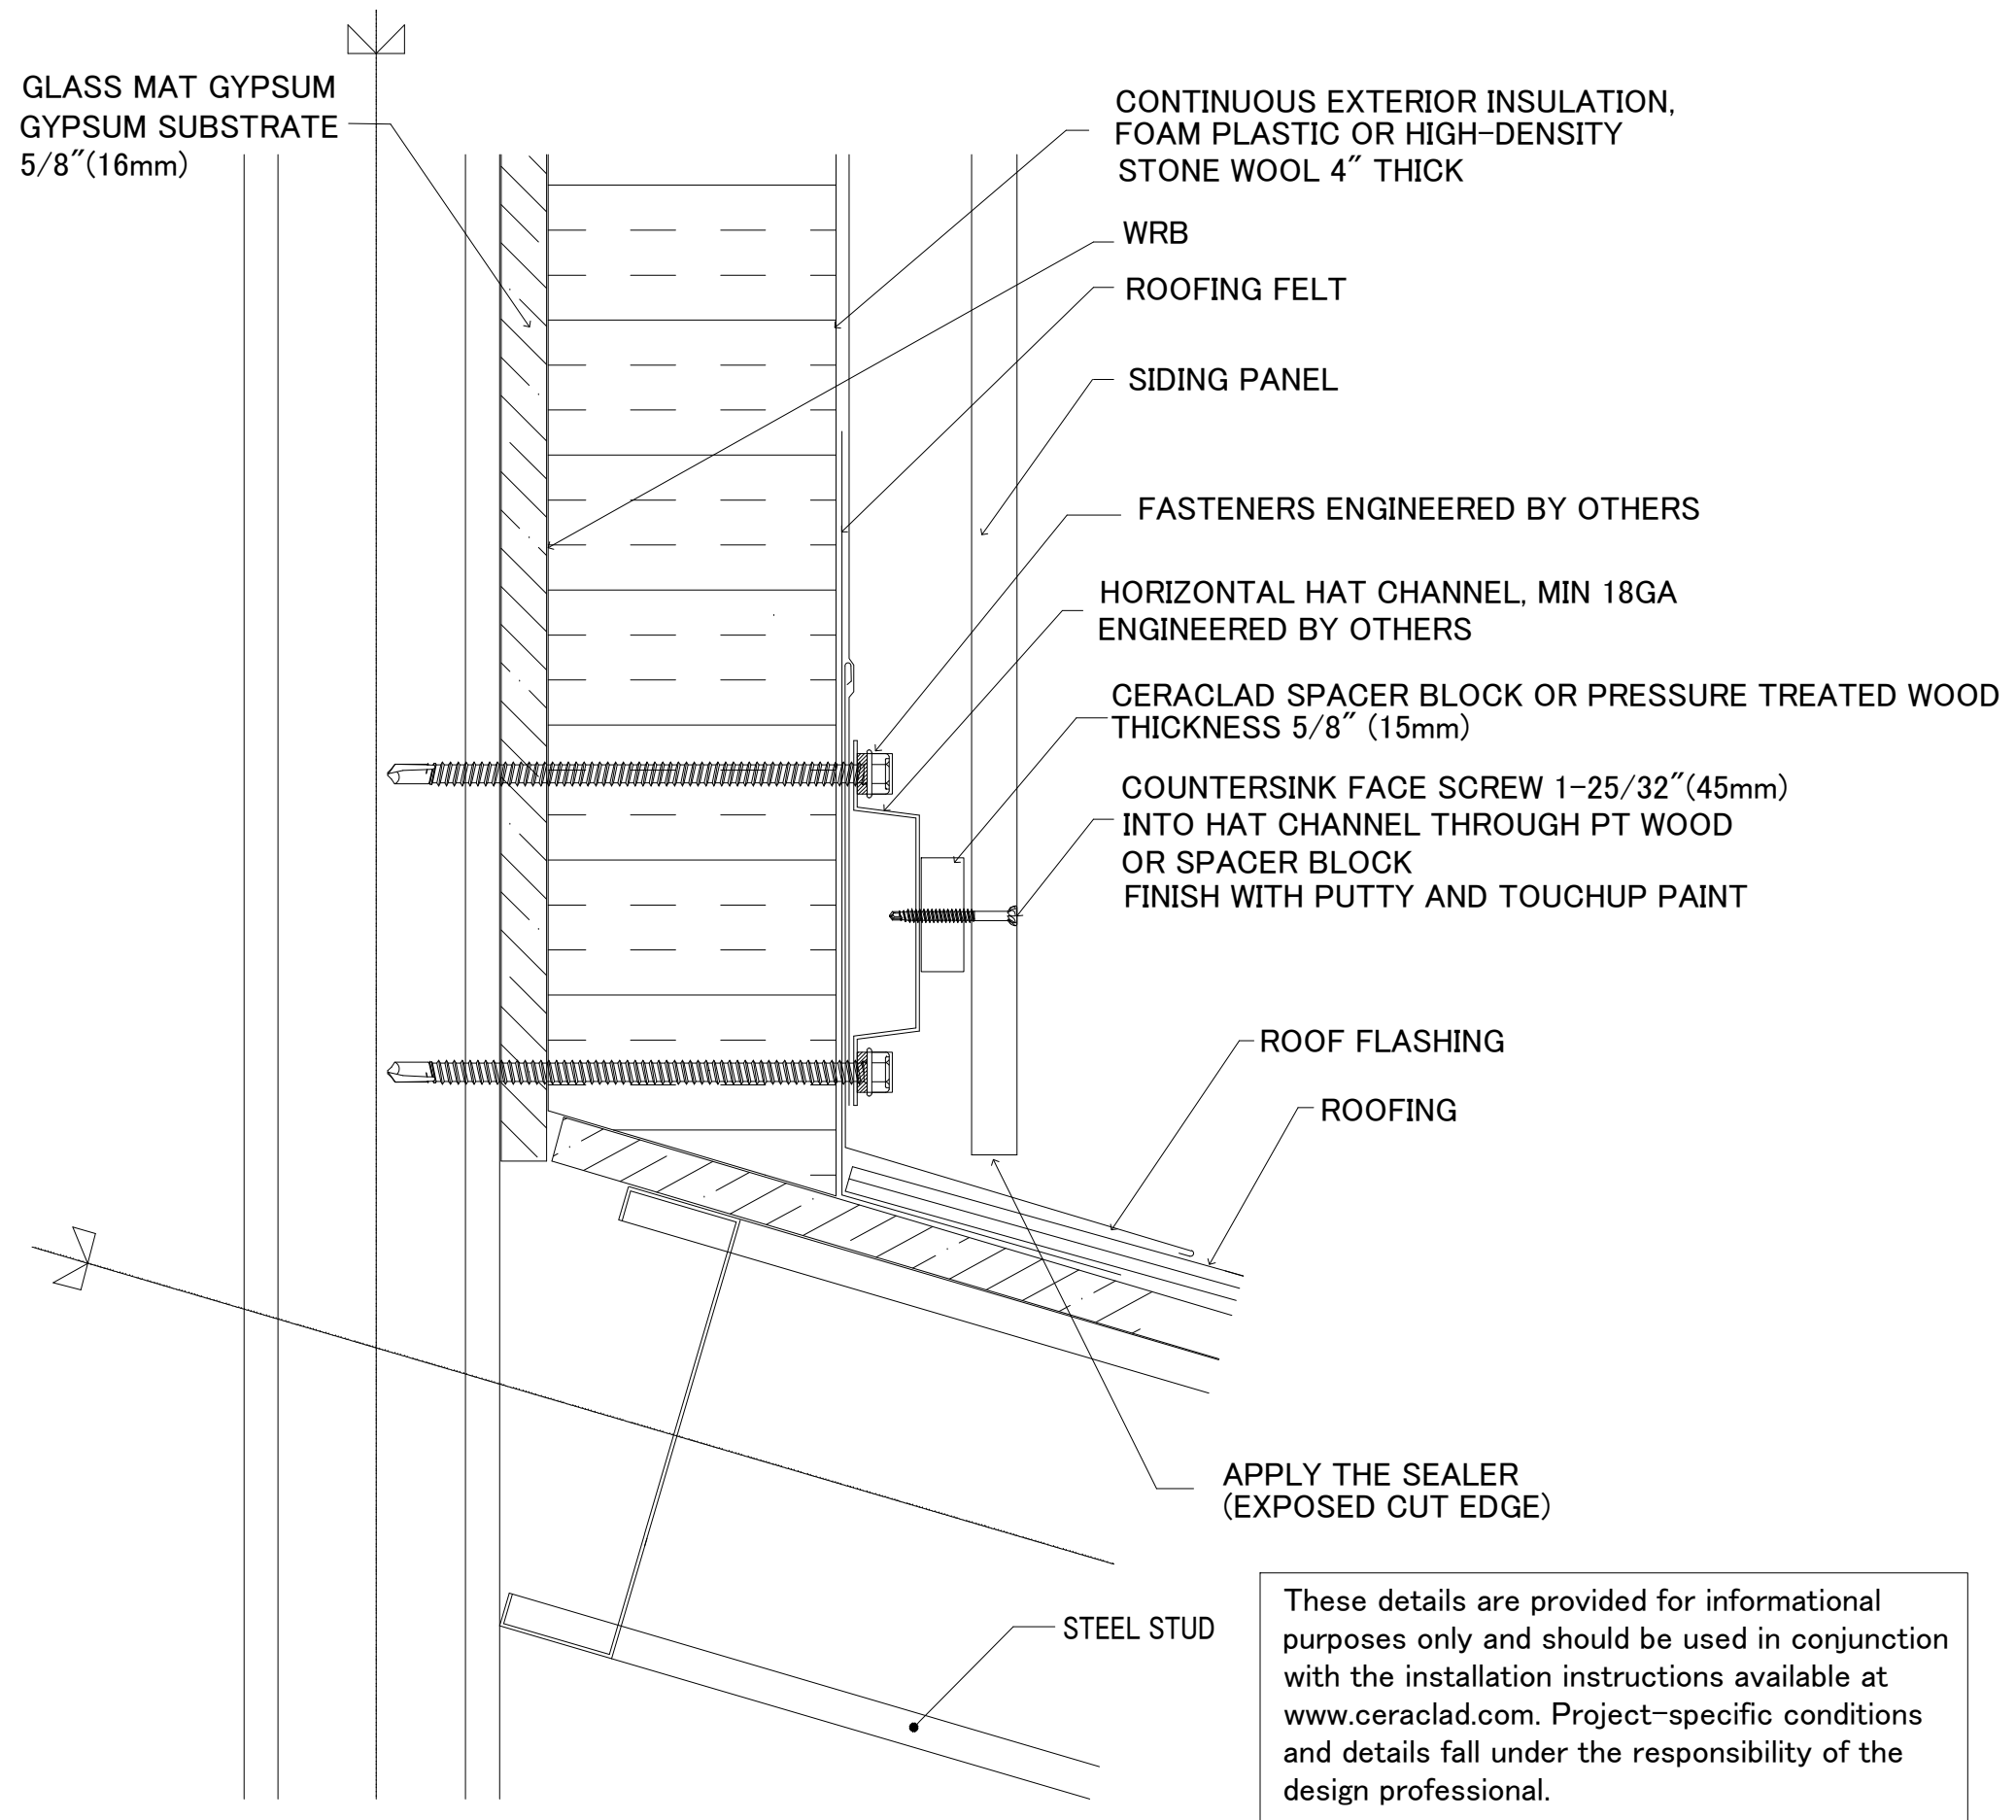 GLASS MAT GYPSUM
GYPSUM SUBSTRATE
5/8"(16mm)
CONTINUOUS EXTERIOR INSULATION,
FOAM PLASTIC OR HIGH-DENSITY
STONE WOOL 4" THICK
WRB
ROOFING FELT
SIDING PANEL
FASTENERS ENGINEERED BY OTHERS
HORIZONTAL HAT CHANNEL, MIN 18GA
ENGINEERED BY OTHERS
CERACLAD SPACER BLOCK OR PRESSURE TREATED WOOD
THICKNESS 5/8" (15mm)
COUNTERSINK FACE SCREW 1-25/32"(45mm)
INTO HAT CHANNEL THROUGH PT WOOD
OR SPACER BLOCK
FINISH WITH PUTTY AND TOUCHUP PAINT
ROOF FLASHING
ROOFING
APPLY THE SEALER
(EXPOSED CUT EDGE)
STEEL STUD
These details are provided for informational
purposes only and should be used in conjunction
with the installation instructions available at
www.ceraclad.com. Project-specific conditions
and details fall under the responsibility of the
design professional.